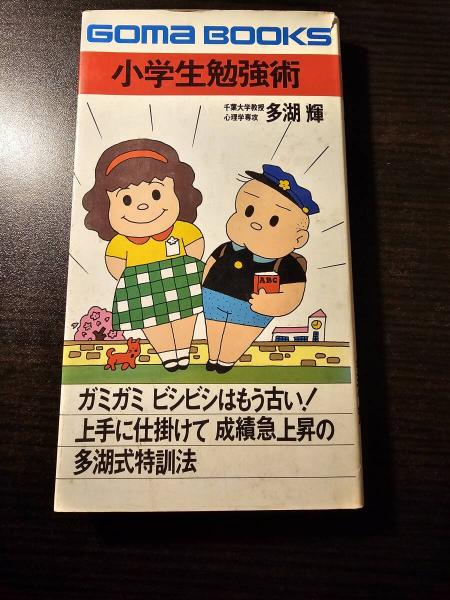 GOMA BOOKS
小学生勉強術
千葉大学教授
心理学専攻
多湖 輝
ABC
ガミガミ ビシビシはもう古い!
上手に仕掛けて 成績急上昇の
多湖式特訓法